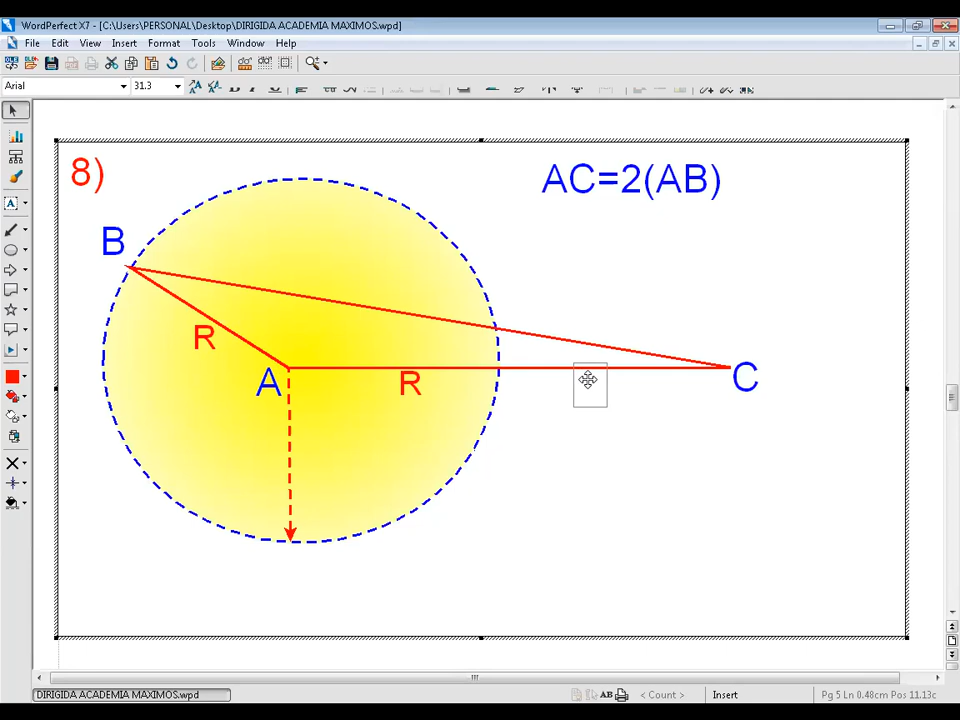 WordPerfect X7 - [C:\Users\PERSONAL\Desktop\DIRIGIDA ACADEMIA MAXIMOS.wpd]
File Edit View Insert Format Tools Window Help
Arial 31.3
8)
AC=2(AB)
B
R
A
R
C
DIRIGIDA ACADEMIA MAXIMOS.wpd AB < Count > Insert Pg 5 Ln 0.48cm Pos 11.13c